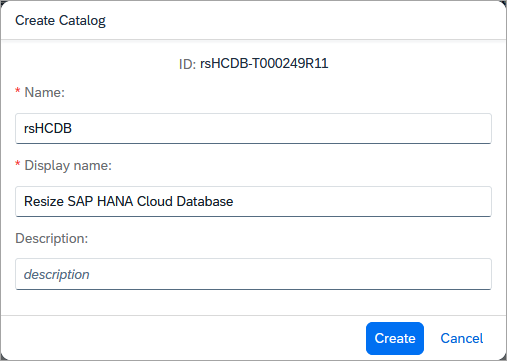 Create Catalog
ID: rsHCDB-T000249R11
* Name:
rsHCDB
* Display name:
Resize SAP HANA Cloud Database
Description:
description
Create Cancel